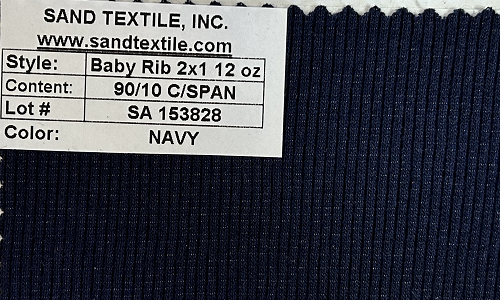 SAND TEXTILE, INC.
www.sandtextile.com
Style: Baby Rib 2x1 12 oz
Content: 90/10 C/SPAN
Lot # SA 153828
Color: NAVY